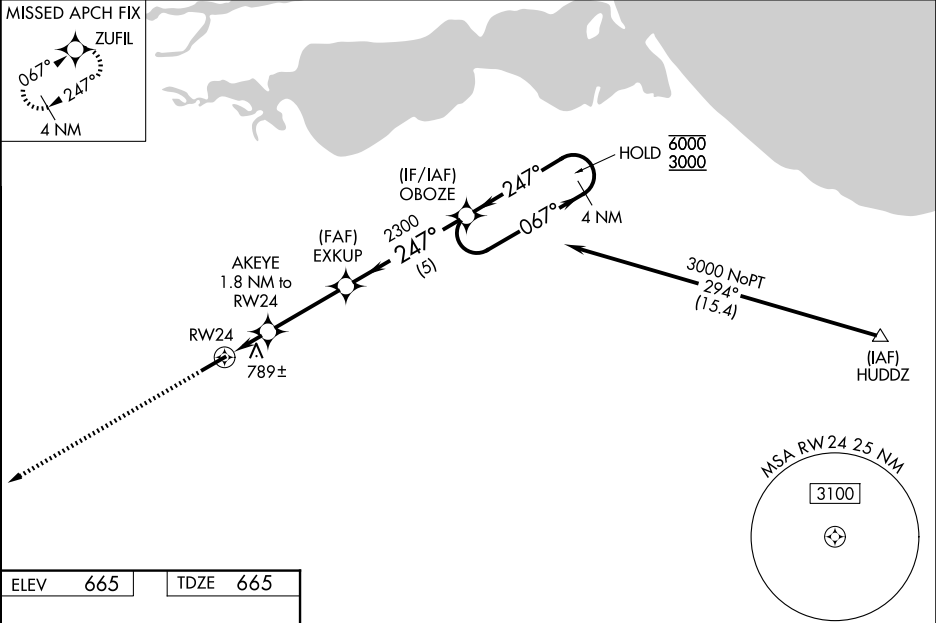 MISSED APCH FIX
ZUFIL
067°
247°
4 NM
HOLD 6000
3000
(IF/IAF)
OBOZE
247°
067°
4 NM
2300
247°
(5)
(FAF)
EXKUP
AKEYE
1.8 NM to
RW24
RW24
789±
3000 NoPT
294°
(15.4)
(IAF)
HUDDZ
MSA RW24 25 NM
3100
ELEV 665
TDZE 665